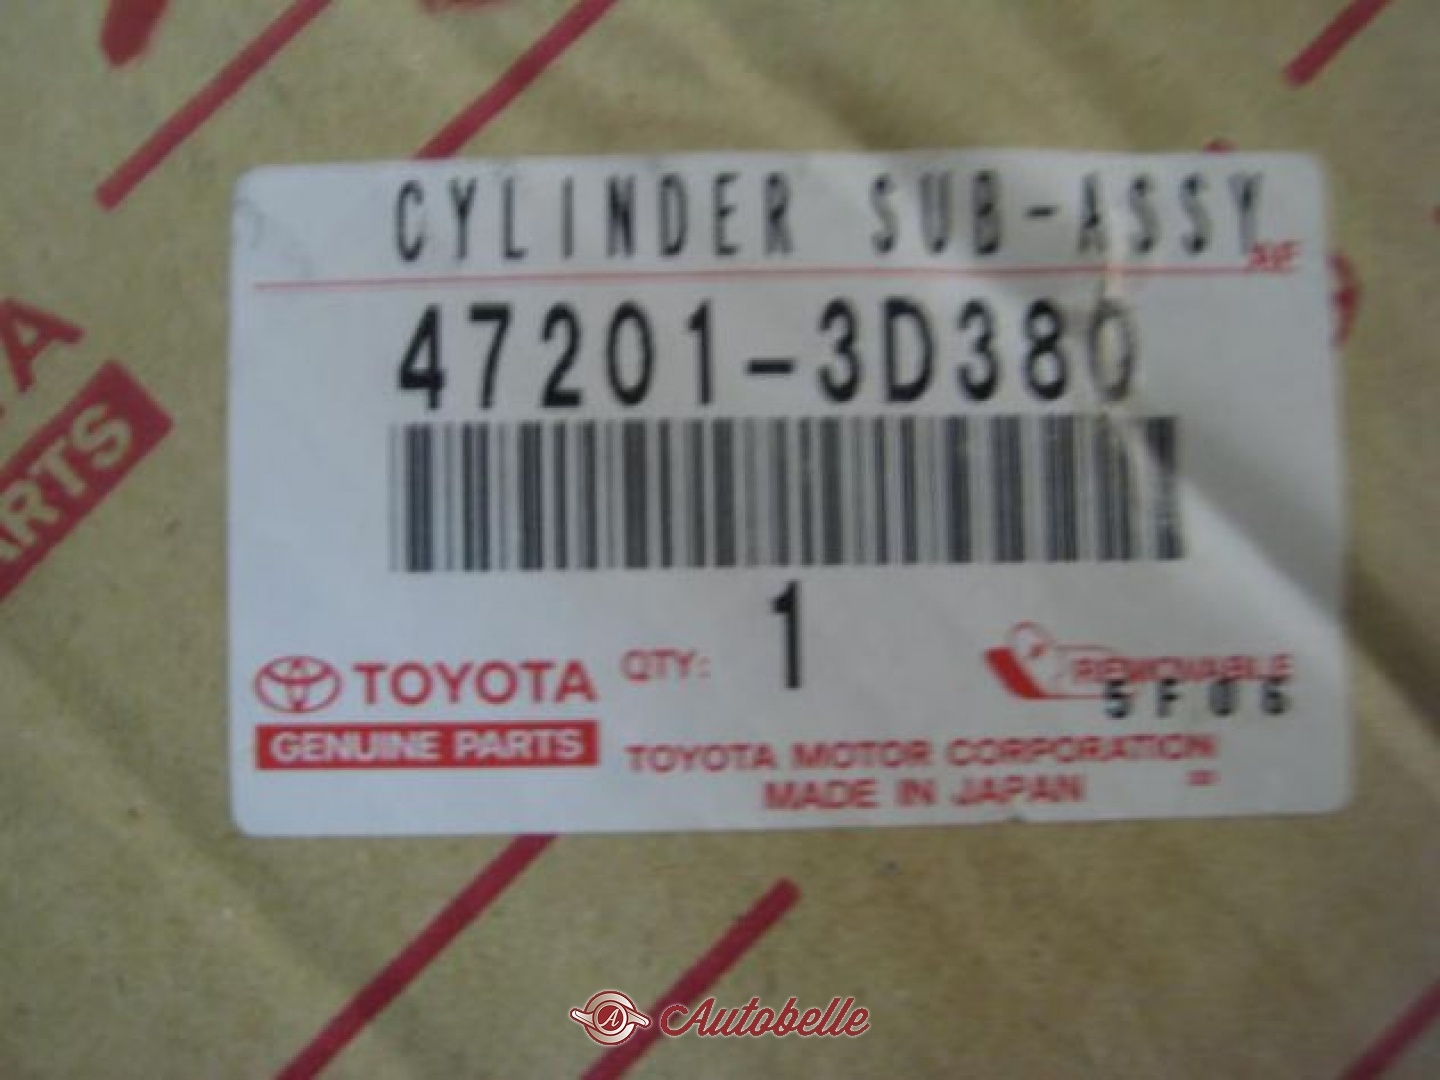 CYLINDER SUB-ASSY
47201-3D380
1
TOYOTA QTY:
REMOVABLE
5F06
GENUINE PARTS
TOYOTA MOTOR CORPORATION
MADE IN JAPAN
Autobelle